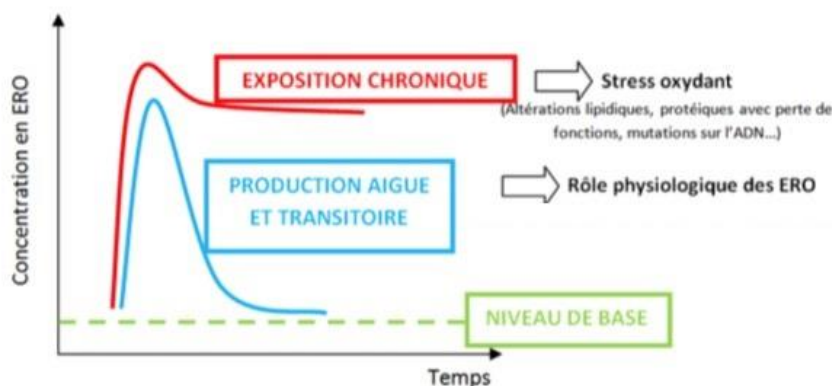 Concentration en ERO
EXPOSITION CHRONIQUE
Stress oxydant
(Altérations lipidiques, protéiques avec perte de
fonctions, mutations sur l'ADN...)
PRODUCTION AIGUE
ET TRANSITOIRE
Rôle physiologique des ERO
NIVEAU DE BASE
Temps